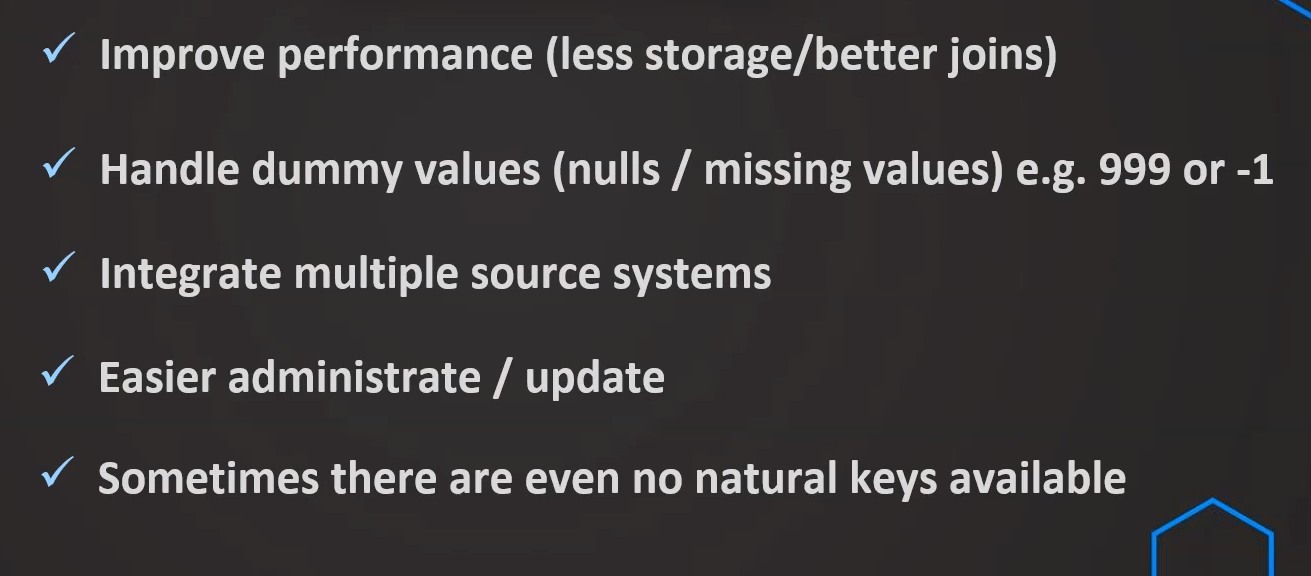 ✓ Improve performance (less storage/better joins)
✓ Handle dummy values (nulls / missing values) e.g. 999 or -1
✓ Integrate multiple source systems
✓ Easier administrate / update
✓ Sometimes there are even no natural keys available